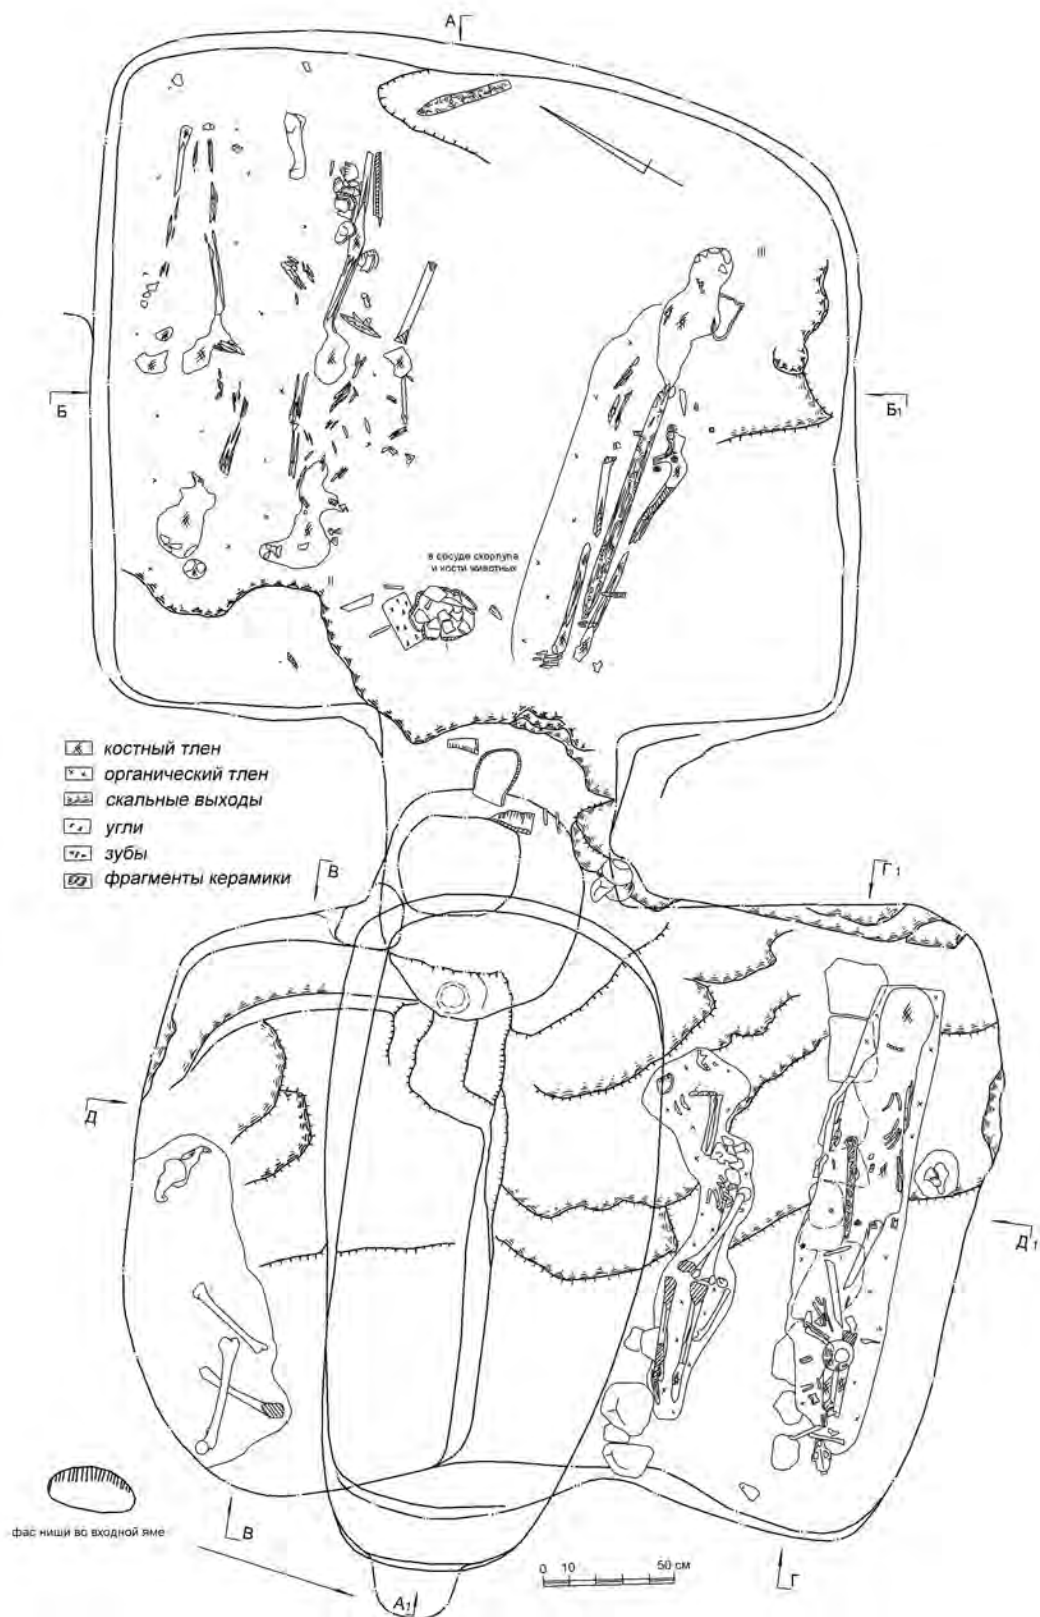 А
III
Б
Б₁
в сосуде скорлупа
и кости животных
II
костный тлен
органический тлен
скальные выходы
угли
зубы
фрагменты керамики
В
Г₁
Д
Д₁
фас ниши во входной яме
В
0 10 50 см
А₁
Г